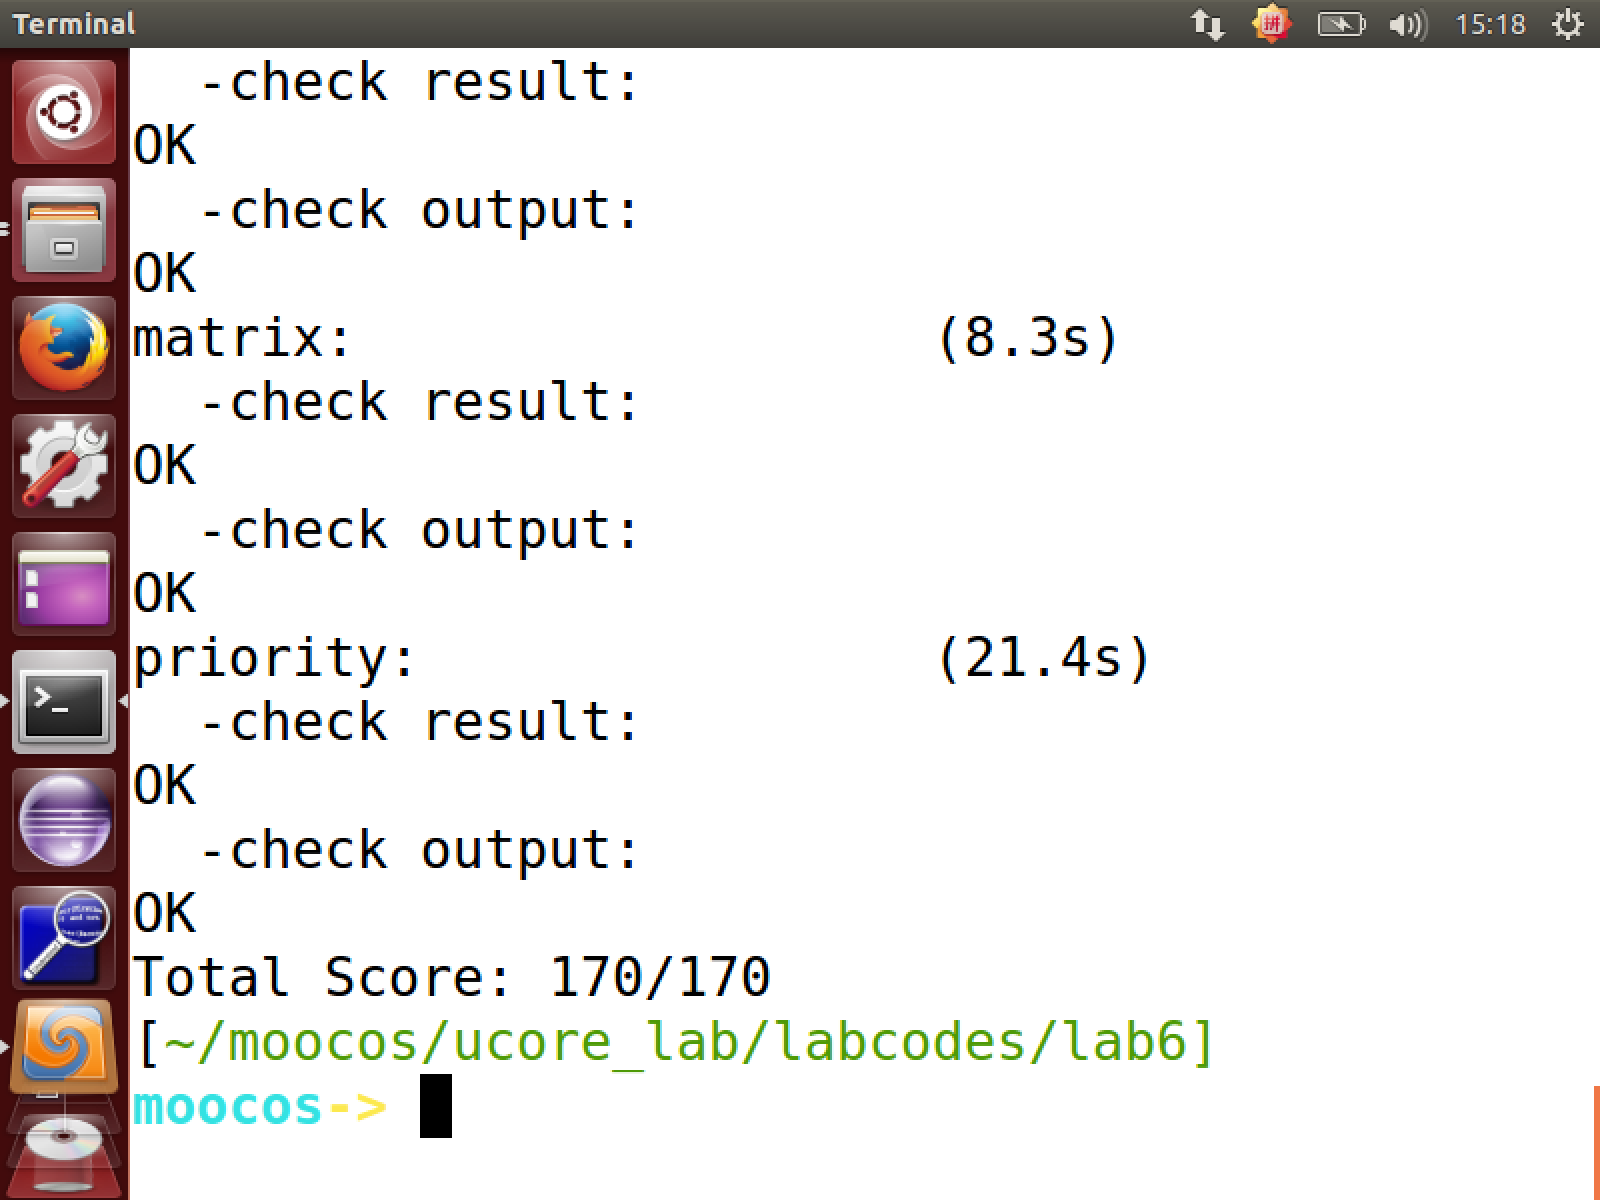 Terminal
拼
15:18
  -check result:
OK
  -check output:
OK
matrix:                  (8.3s)
  -check result:
OK
  -check output:
OK
priority:                (21.4s)
  -check result:
OK
  -check output:
OK
Total Score: 170/170
[~/moocos/ucore_lab/labcodes/lab6]
moocos->